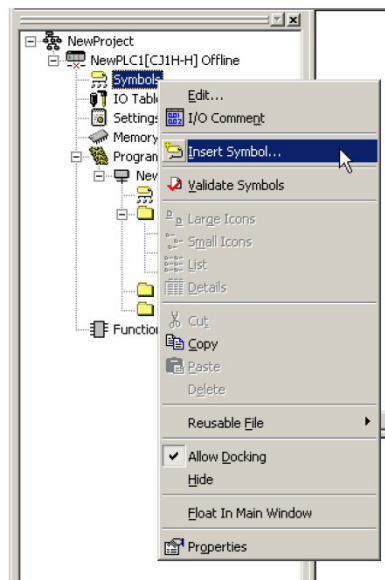 NewProject
NewPLC1[CJ1H-H] Offline
Symbols
IO Tabl
Settings
Memory
Program
New
Function
Edit...
I/O Comment
Insert Symbol...
Validate Symbols
Large Icons
Small Icons
List
Details
Cut
Copy
Paste
Delete
Reusable File
Allow Docking
Hide
Float In Main Window
Properties